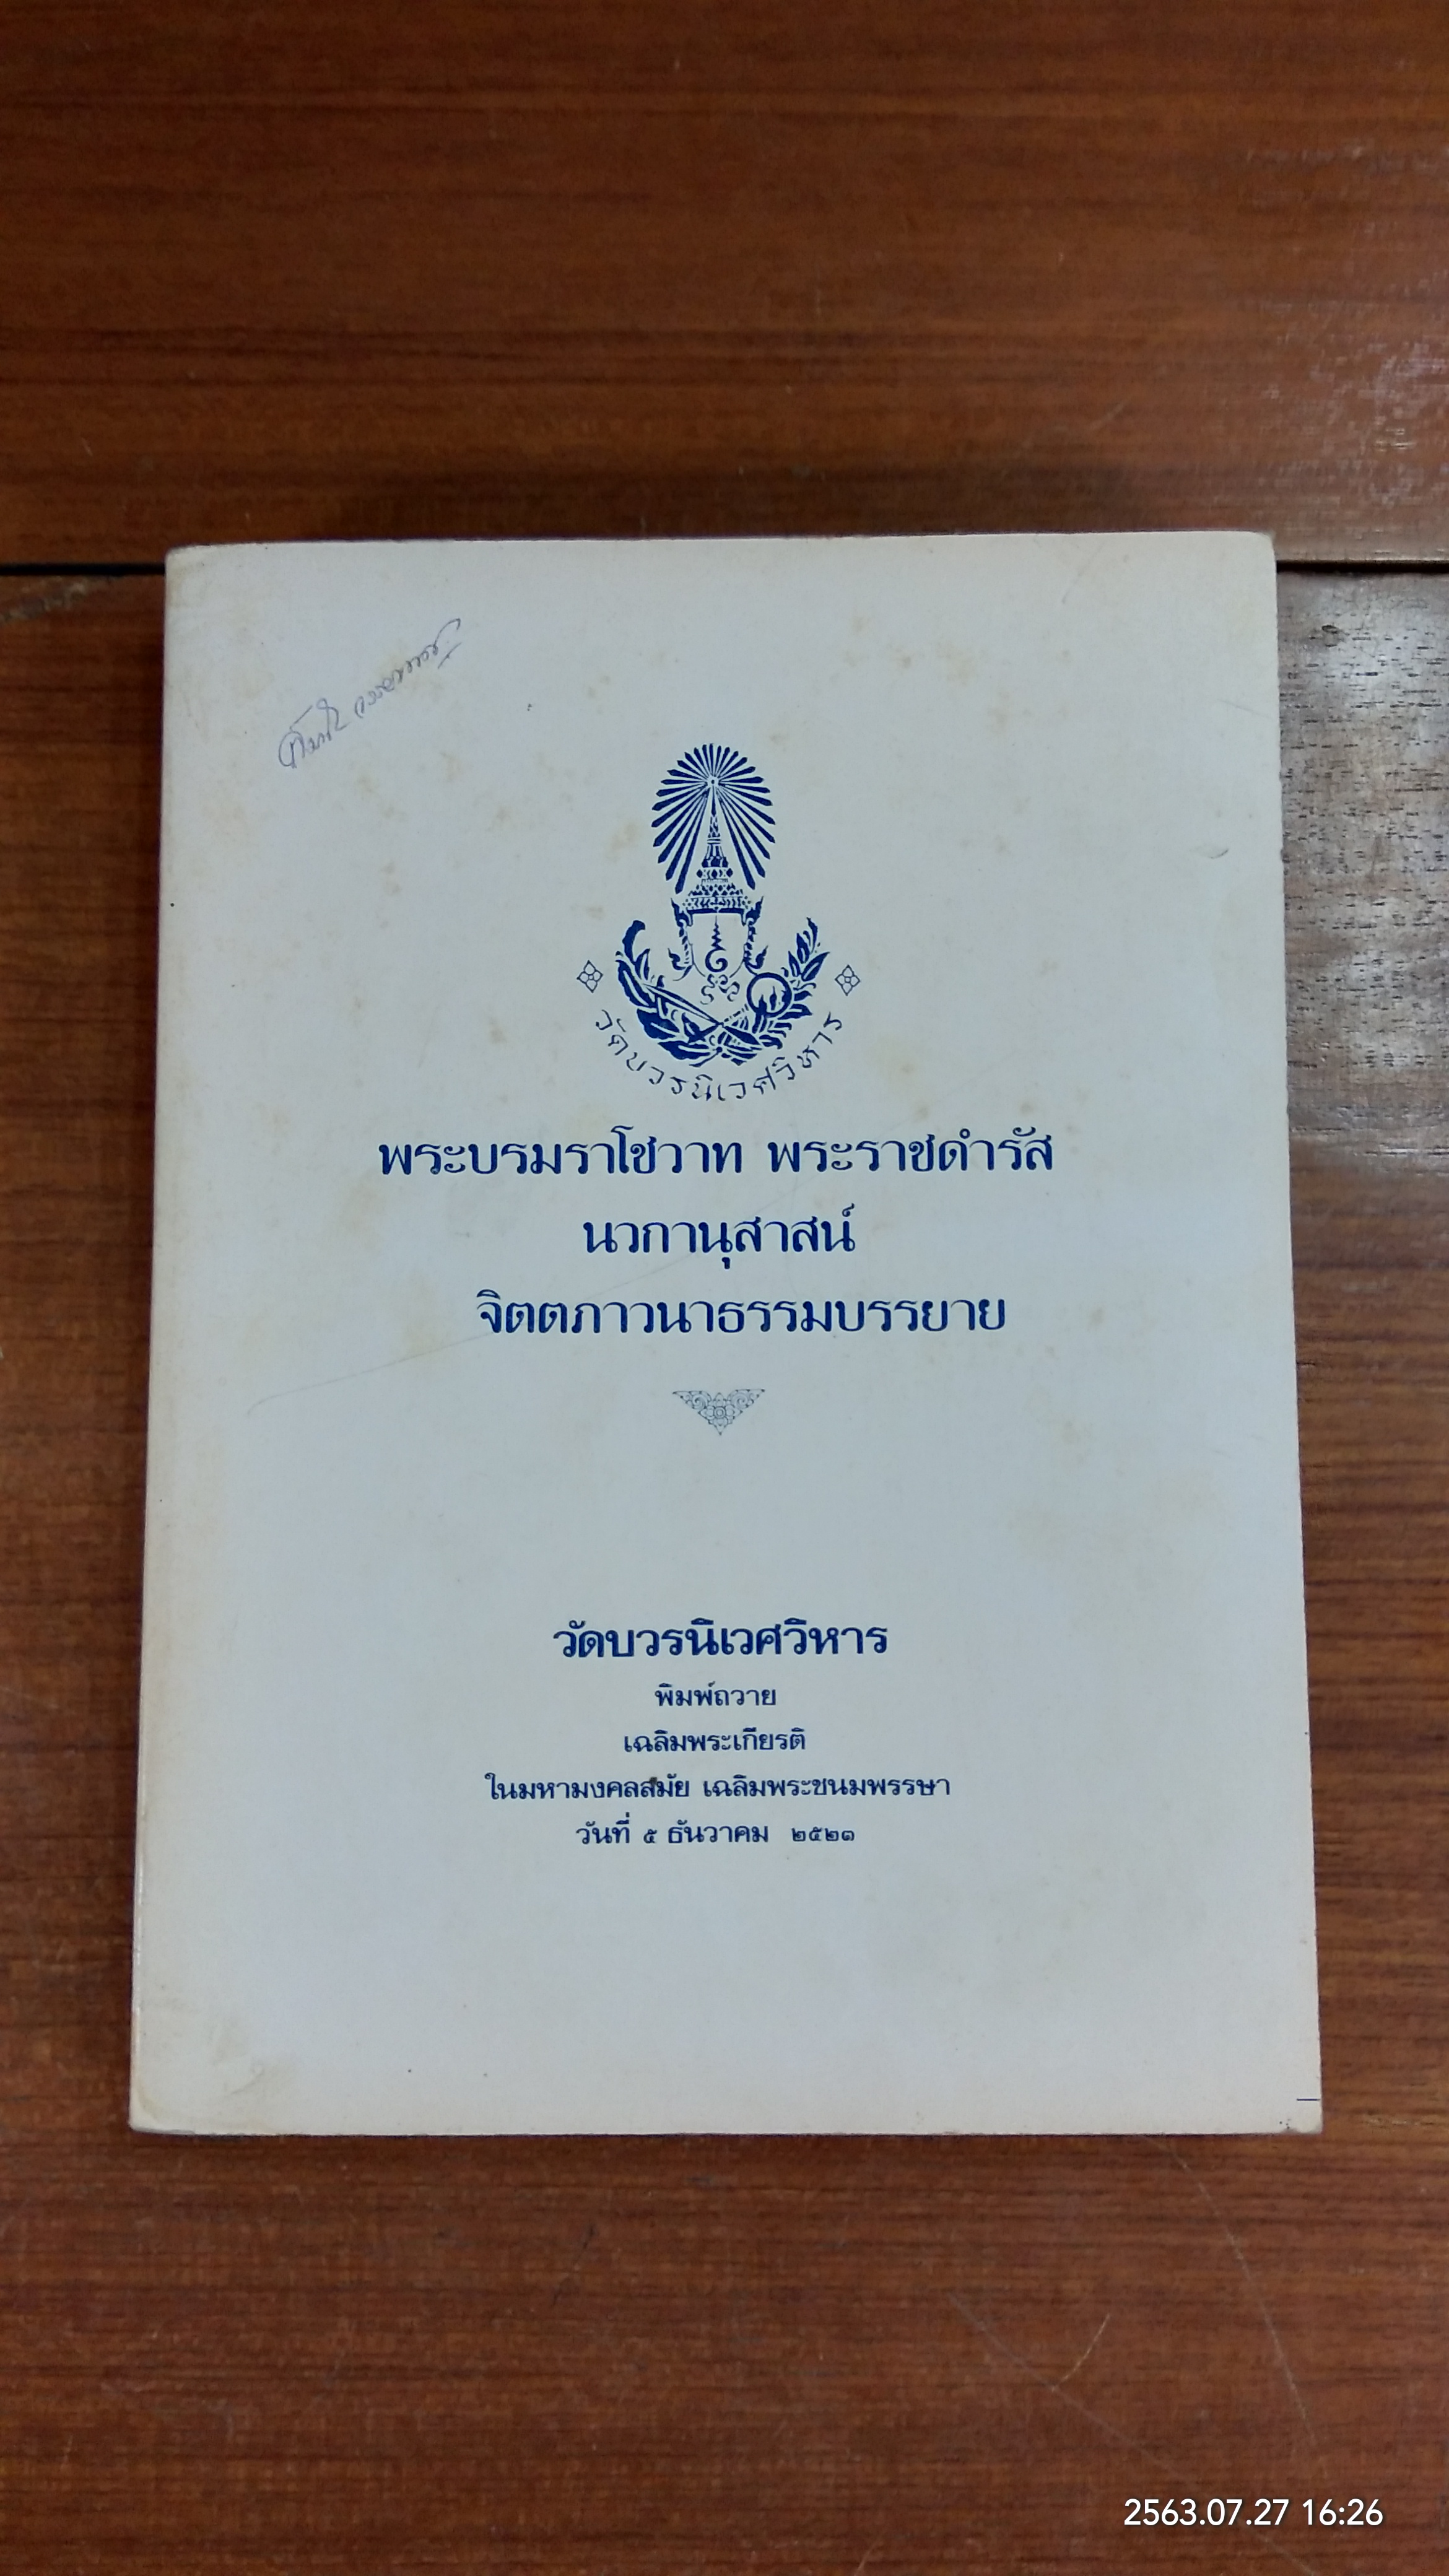 วัดบวรนิเวศวิหาร
พระบรมราโชวาท พระราชดำรัส
นวกานุสาสน์
จิตตภาวนาธรรมบรรยาย
วัดบวรนิเวศวิหาร
พิมพ์ถวาย
เฉลิมพระเกียรติ
ในมหามงคลสมัย เฉลิมพระชนมพรรษา
วันที่ ๕ ธันวาคม ๒๕๒๑
2563.07.27 16:26